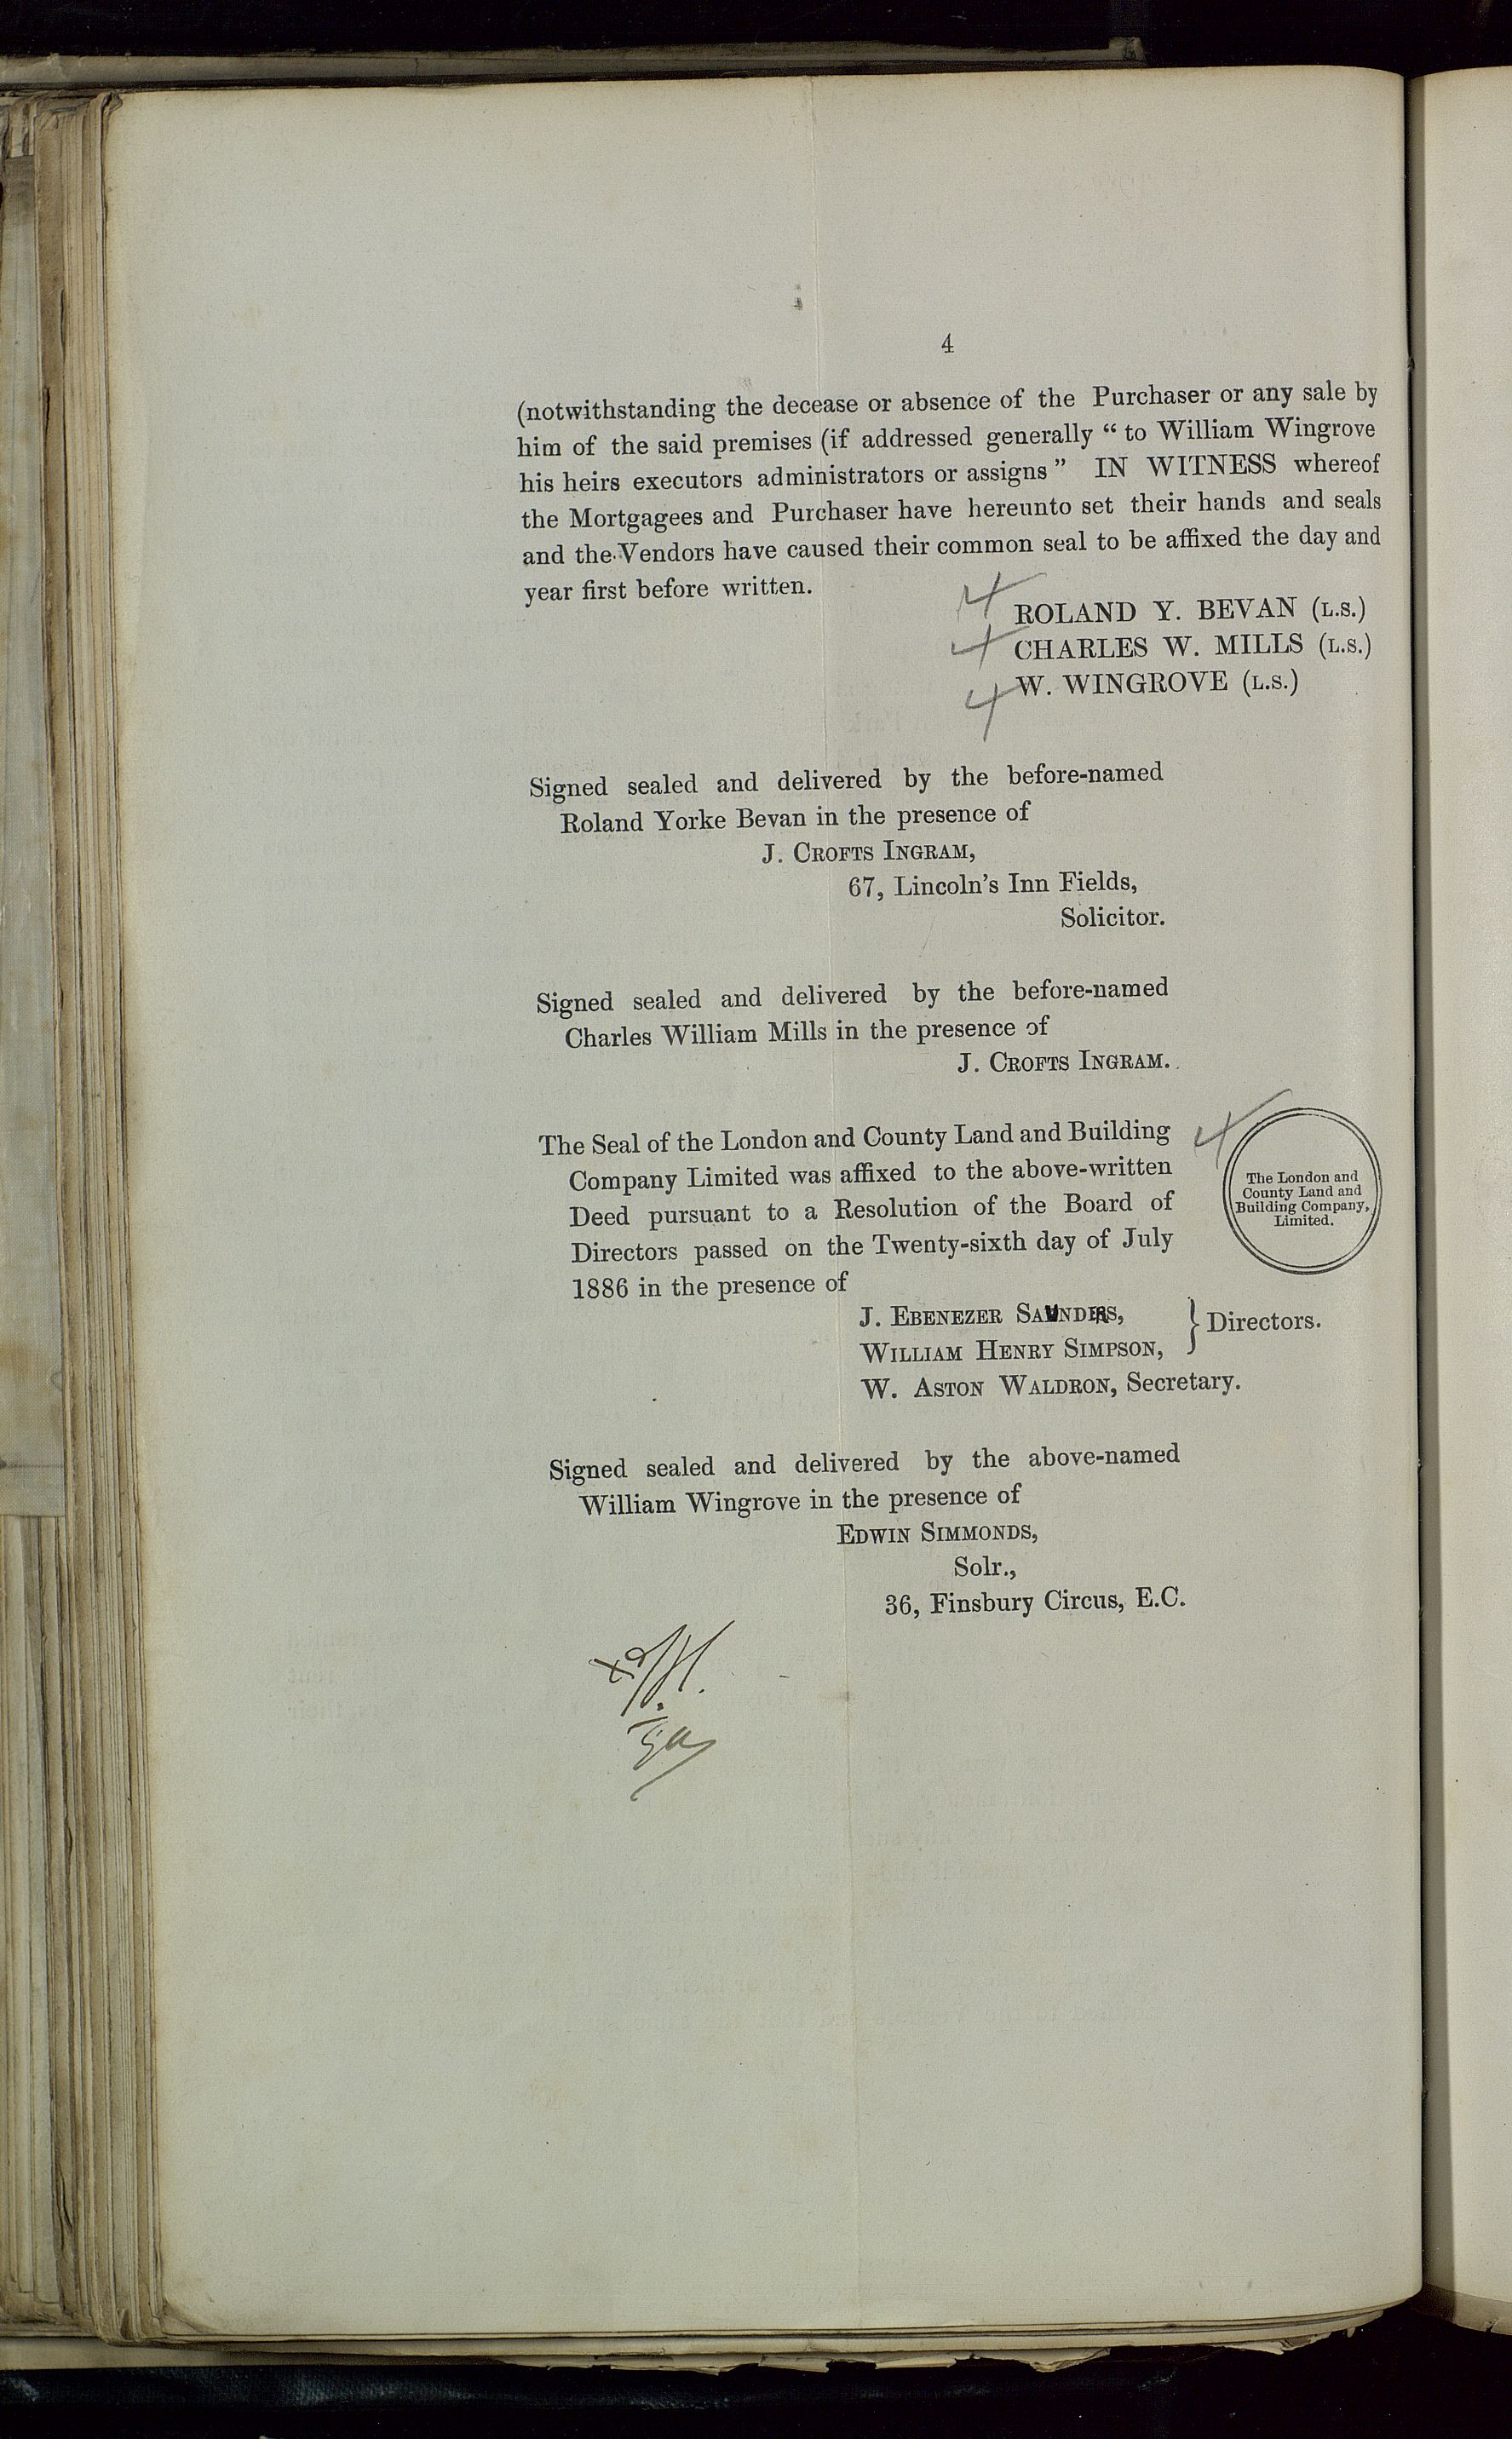 4
(notwithstanding the decease or absence of the Purchaser or any sale by
him of the said premises (if addressed generally “ to William Wingrove
his heirs executors administrators or assigns ” IN WITNESS whereof
the Mortgagees and Purchaser have hereunto set their hands and seals
and the Vendors have caused their common seal to be affixed the day and
year first before written.
ROLAND Y. BEVAN (L.S.)
CHARLES W. MILLS (L.S.)
W. WINGROVE (L.S.)
Signed sealed and delivered by the before-named
Roland Yorke Bevan in the presence of
J. CROFTS INGRAM,
67, Lincoln's Inn Fields,
Solicitor.
Signed sealed and delivered by the before-named
Charles William Mills in the presence of
J. CROFTS INGRAM.
The Seal of the London and County Land and Building
Company Limited was affixed to the above-written
Deed pursuant to a Resolution of the Board of
Directors passed on the Twenty-sixth day of July
1886 in the presence of
The London and
County Land and
Building Company,
Limited.
J. EBENEZER SAUNDERS,
WILLIAM HENRY SIMPSON,
} Directors.
W. ASTON WALDRON, Secretary.
Signed sealed and delivered by the above-named
William Wingrove in the presence of
EDWIN SIMMONDS,
Solr.,
36, Finsbury Circus, E.C.